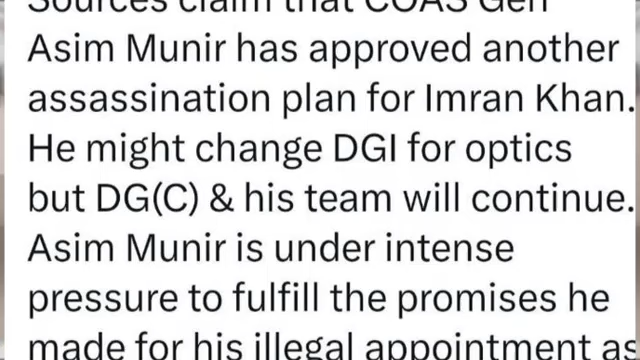 Sources claim that COAS Gen
Asim Munir has approved another
assassination plan for Imran Khan.
He might change DGI for optics
but DG(C) & his team will continue.
Asim Munir is under intense
pressure to fulfill the promises he
made for his illegal appointment as